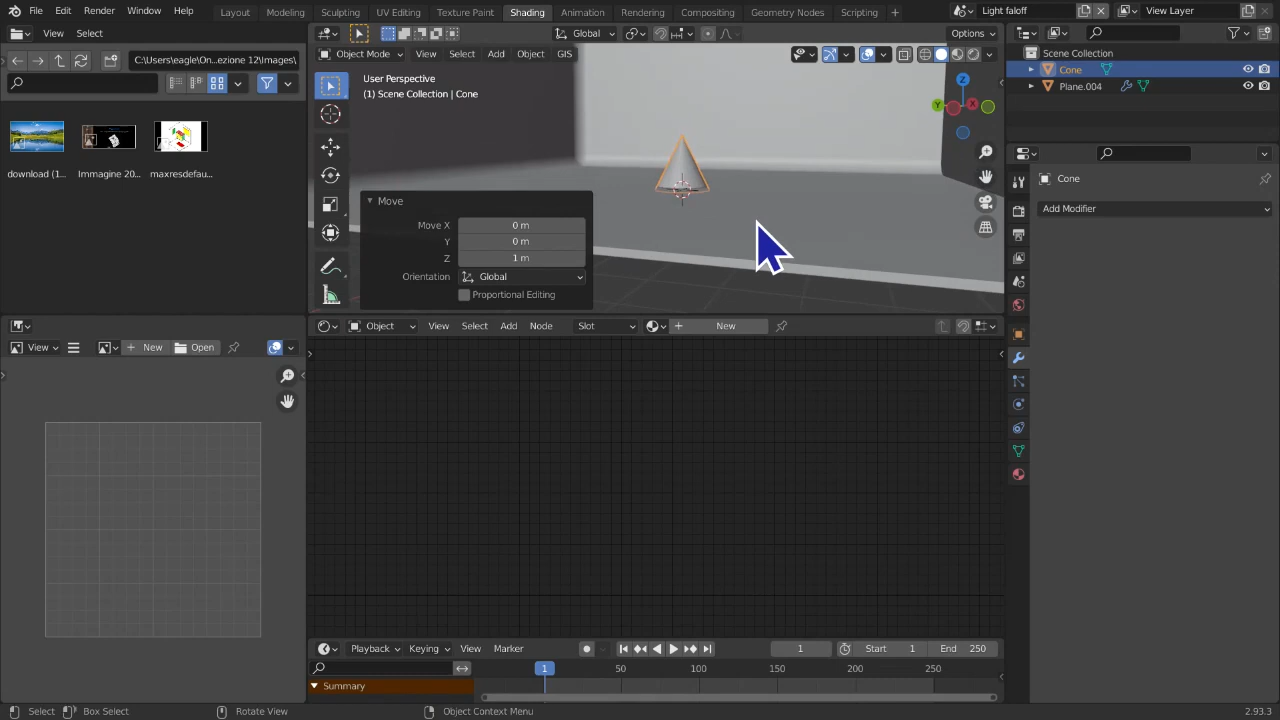 File Edit Render Window Help Layout Modeling Sculpting UV Editing Texture Paint Shading Animation Rendering Compositing Geometry Nodes Scripting + Light falloff View Layer
View Select C:\Users\eagle\On...ezione 12\Images\ Global Options
Object Mode View Select Add Object GIS
User Perspective
(1) Scene Collection | Cone
Scene Collection
Cone
Plane.004
download (1... Immagine 20... maxresdefau...
Z
Y
X
Move
Move X 0 m
Y 0 m
Z 1 m
Orientation Global
Proportional Editing
Cone
Add Modifier
Object View Select Add Node Slot New
View New Open
Playback Keying View Marker 1 Start 1 End 250
1 50 100 150 200 250
Summary
Select Box Select Rotate View Object Context Menu 2.93.3